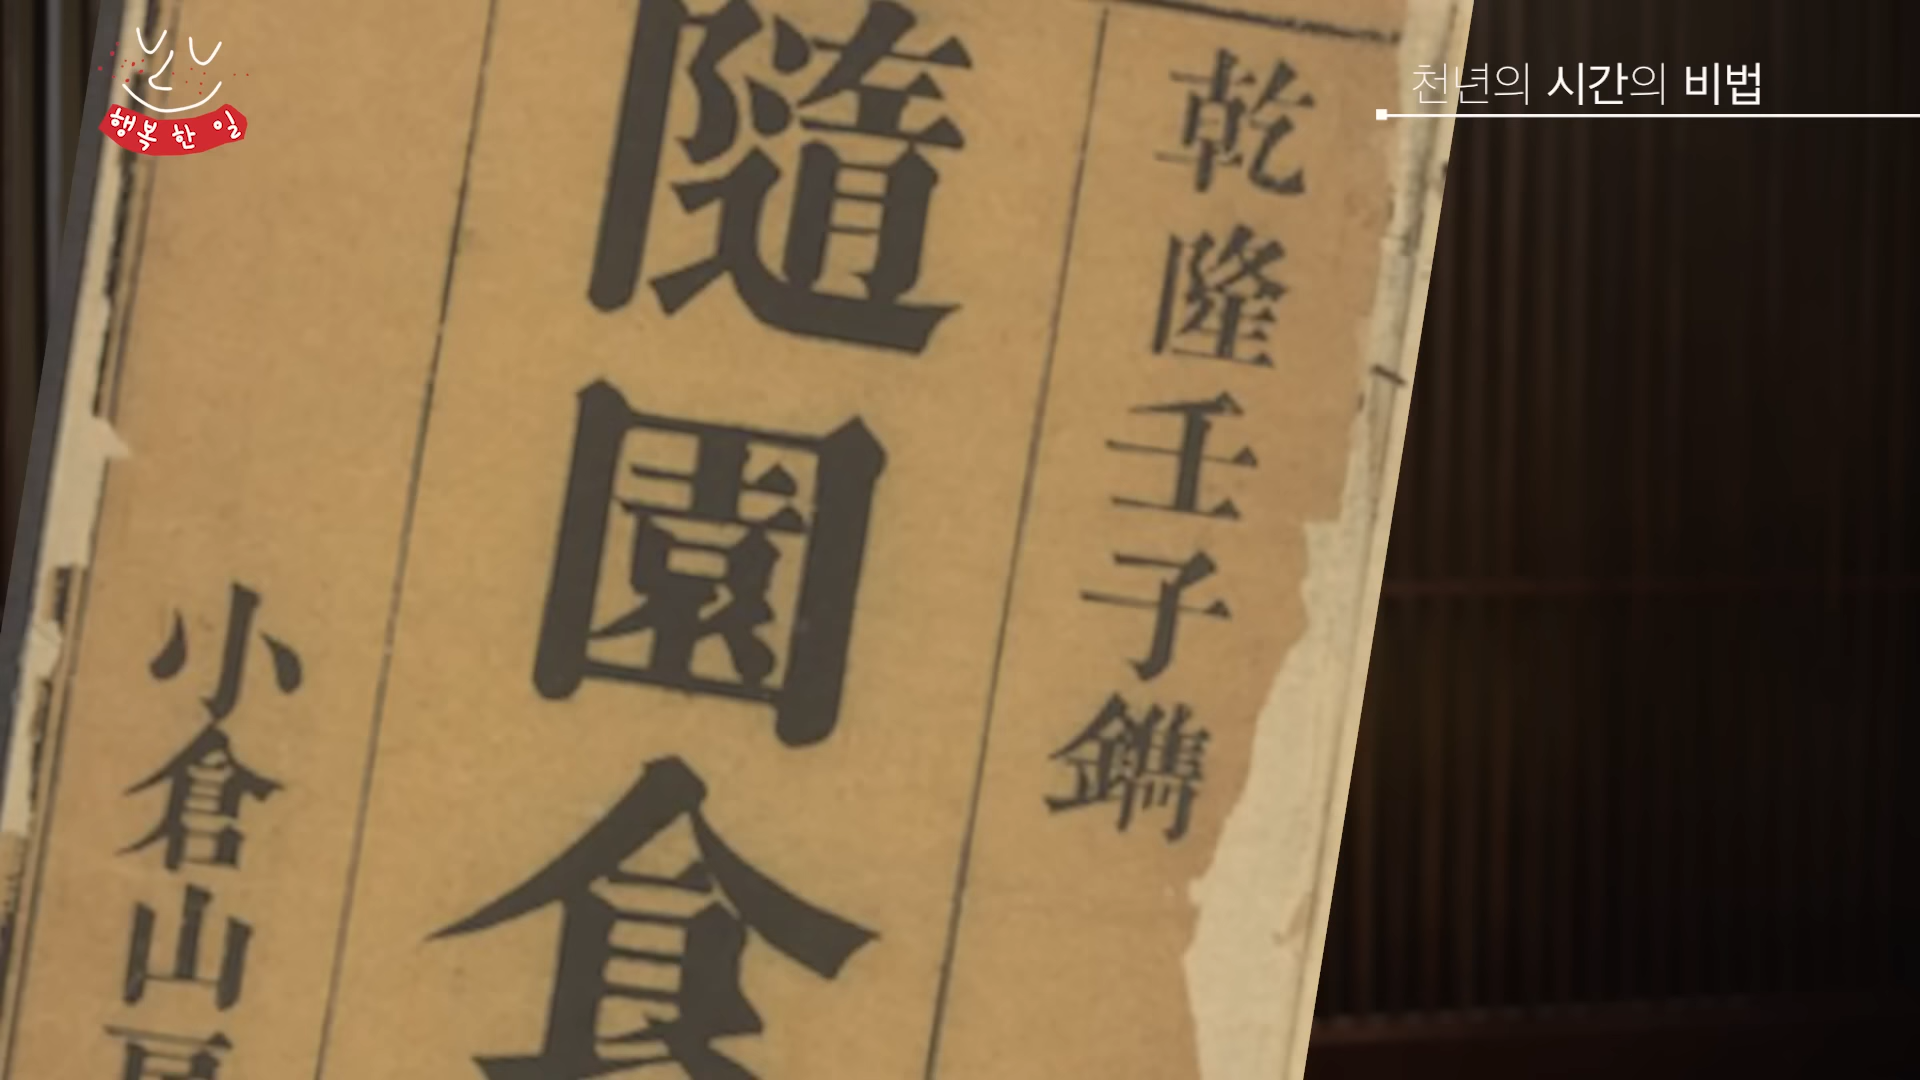 행복한 일
천년의 시간의 비법
乾隆壬子鐫
隨園食
小倉山房